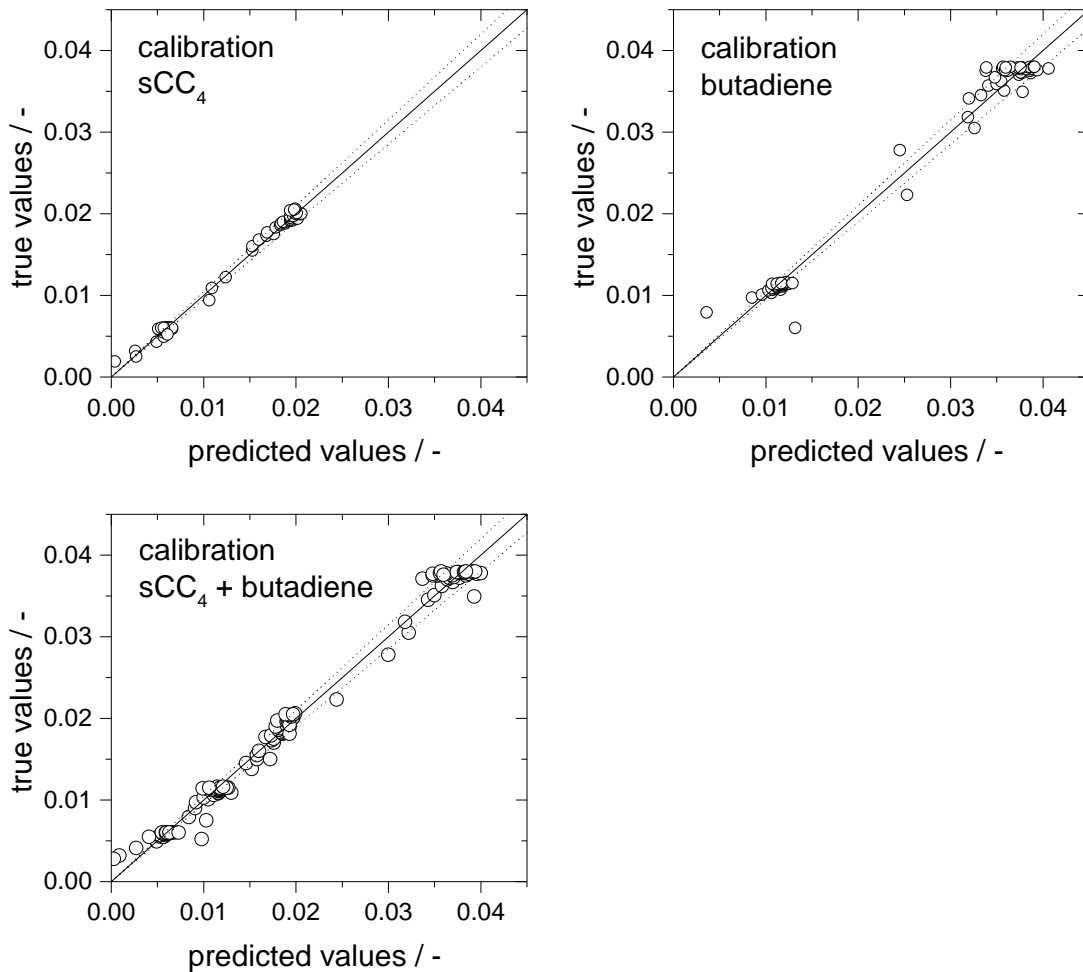 calibration
sCC₄
true values / -
0.04
0.03
0.02
0.01
0.00
0.00 0.01 0.02 0.03 0.04
predicted values / -
calibration
butadiene
true values / -
0.04
0.03
0.02
0.01
0.00
0.00 0.01 0.02 0.03 0.04
predicted values / -
calibration
sCC₄ + butadiene
true values / -
0.04
0.03
0.02
0.01
0.00
0.00 0.01 0.02 0.03 0.04
predicted values / -